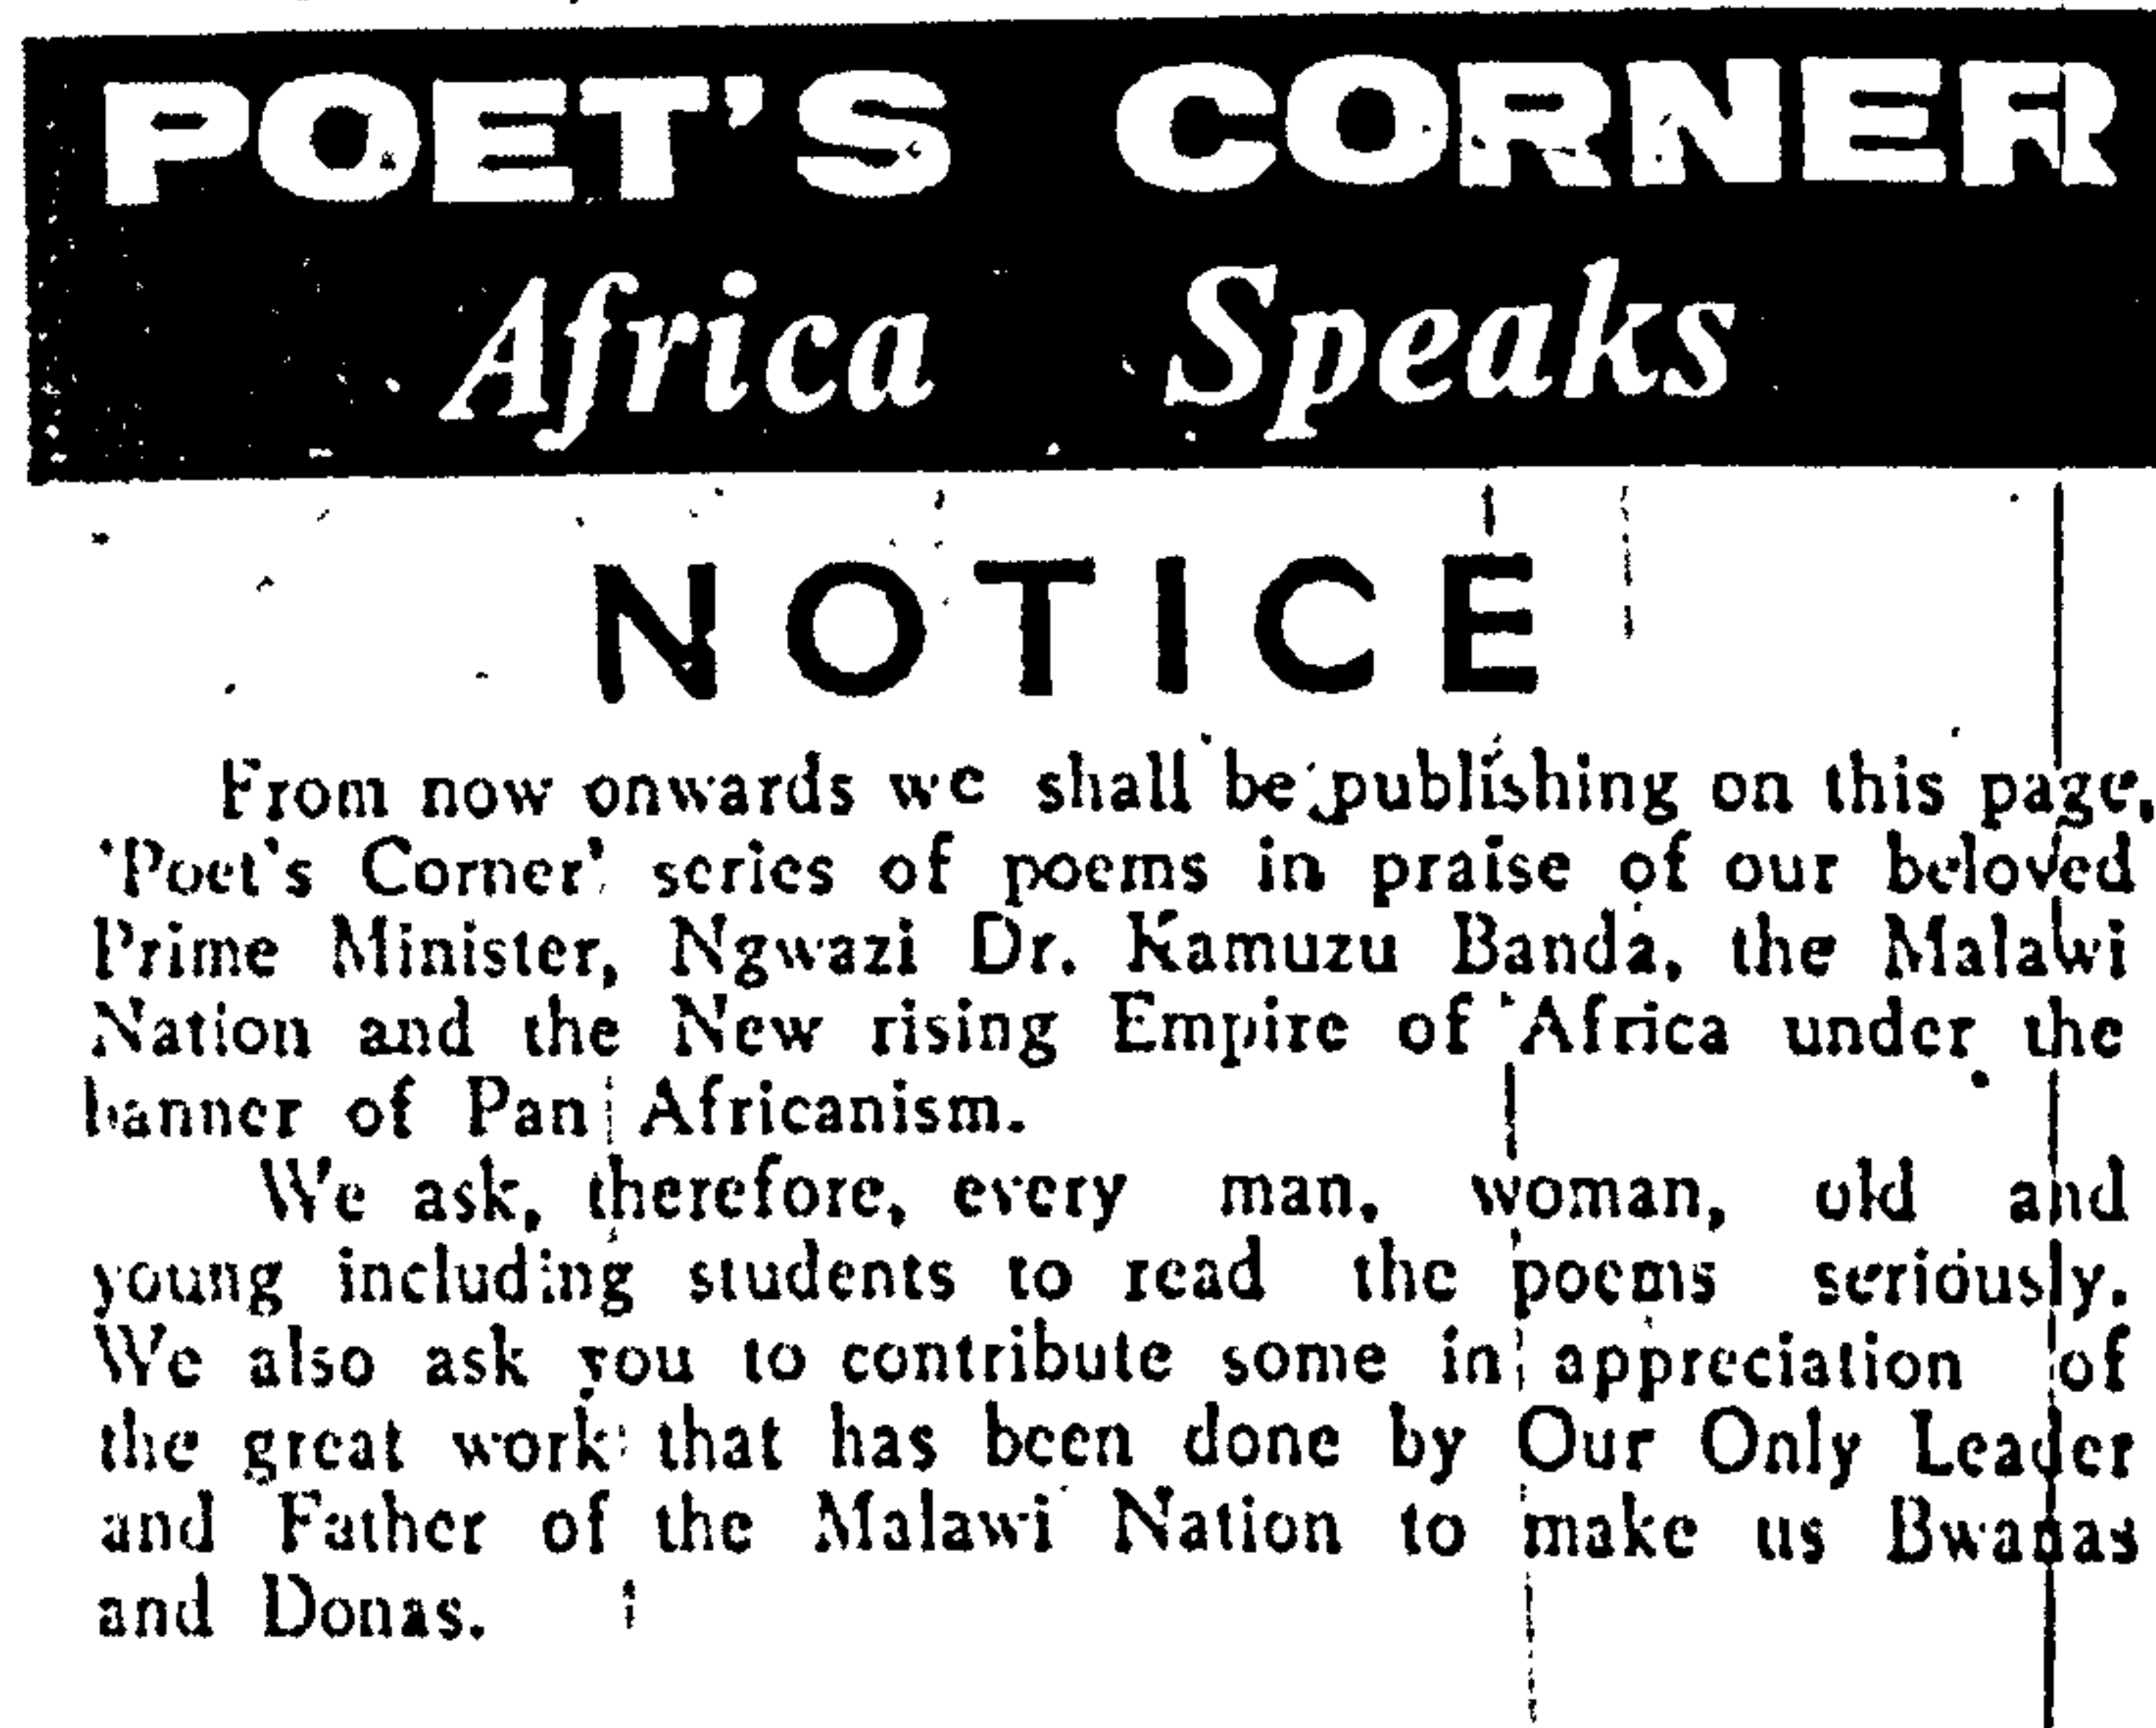 POET'S CORNER
Africa Speaks
NOTICE
From now onwards we shall be publishing on this page,
'Poet's Corner' series of poems in praise of our beloved
Prime Minister, Ngwazi Dr. Kamuzu Banda, the Malawi
Nation and the New rising Empire of Africa under the
banner of Pan Africanism.
We ask, therefore, every man, woman, old and
young including students to read the poems seriously.
We also ask you to contribute some in appreciation of
the great work that has been done by Our Only Leader
and Father of the Malawi Nation to make us Bwanas
and Donas.